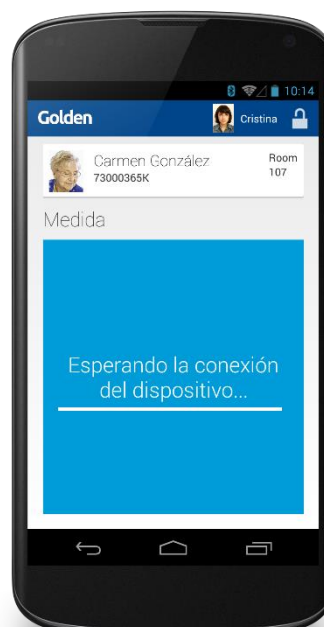 10:14
Golden
Cristina
Carmen González
Room
73000365K
107
Medida
Esperando la conexión
del dispositivo...